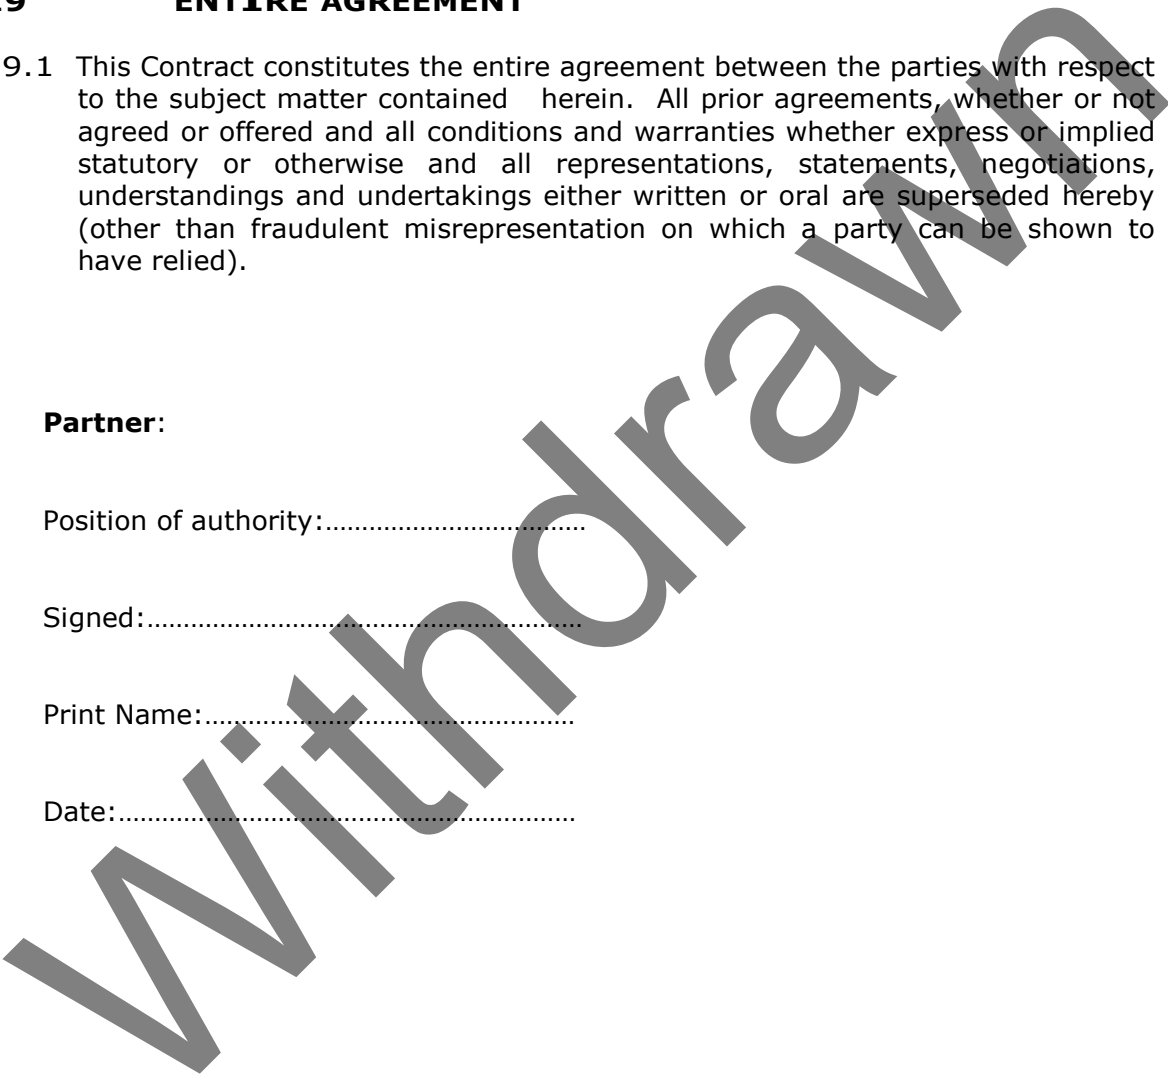 19 ENTIRE AGREEMENT
9.1 This Contract constitutes the entire agreement between the parties with respect
to the subject matter contained herein. All prior agreements, whether or not
agreed or offered and all conditions and warranties whether express or implied
statutory or otherwise and all representations, statements, negotiations,
understandings and undertakings either written or oral are superseded hereby
(other than fraudulent misrepresentation on which a party can be shown to
have relied).
Partner:
Position of authority:………………………………
Signed:……………………………………………………
Print Name:……………………………………………
Date:………………………………………………………
Withdrawn